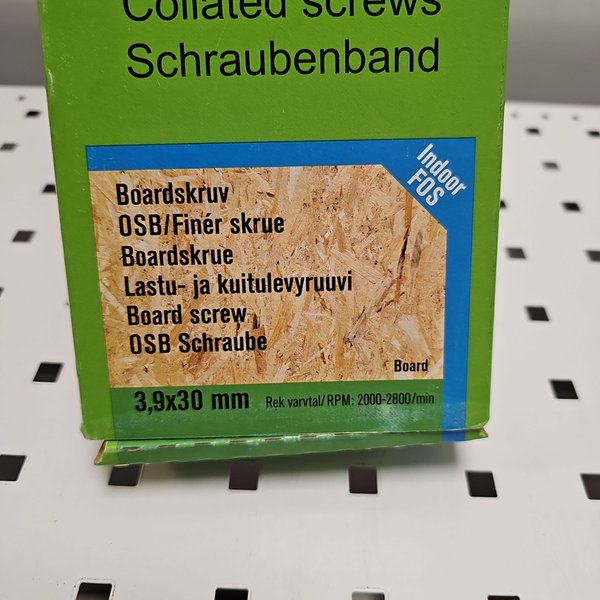 Collated screws
Schraubenband
Indoor
FOS
Boardskruv
OSB/Finér skrue
Boardskrue
Lastu- ja kuitulevyruuvi
Board screw
OSB Schraube
Board
3,9x30 mm Rek varvtal/RPM: 2000-2800/min